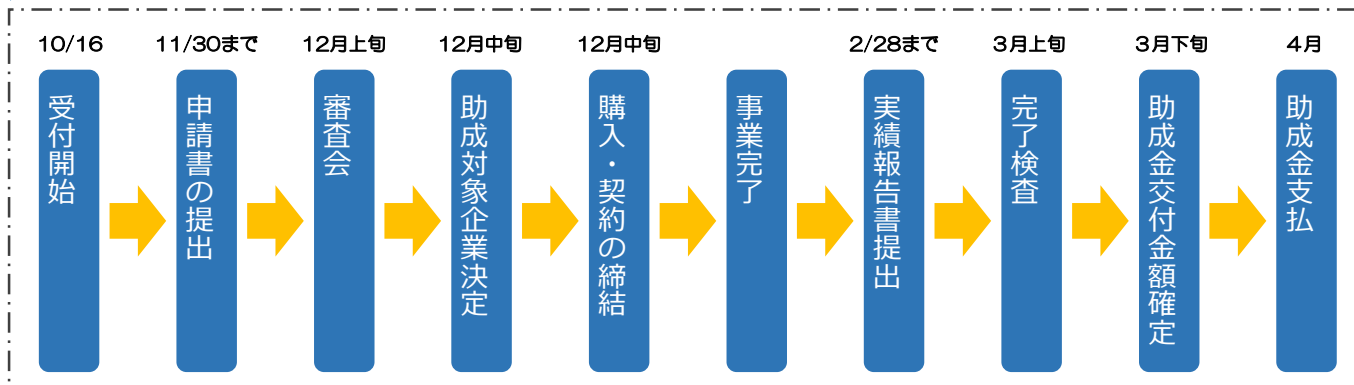 10/16
受付開始
11/30まで
申請書の提出
12月上旬
審査会
12月中旬
助成対象企業決定
12月中旬
購入・契約の締結
事業完了
2/28まで
実績報告書提出
3月上旬
完了検査
3月下旬
助成金交付金額確定
4月
助成金支払